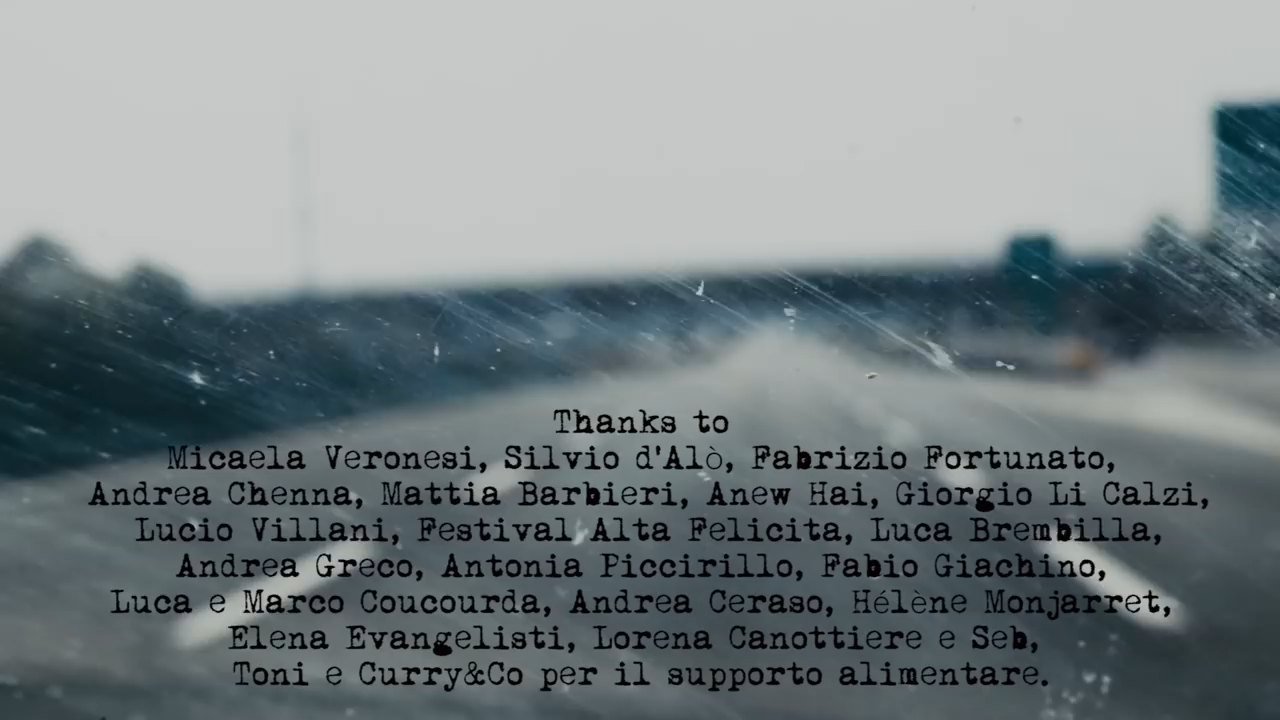 Thanks to
Micaela Veronesi, Silvio d'Alò, Fabrizio Fortunato,
Andrea Chenna, Mattia Barbieri, Anew Hai, Giorgio Li Calzi,
Lucio Villani, Festival Alta Felicita, Luca Brembilla,
Andrea Greco, Antonia Piccirillo, Fabio Giachino,
Luca e Marco Coucourda, Andrea Ceraso, Hélène Monjarret,
Elena Evangelisti, Lorena Canottiere e Seb,
Toni e Curry&Co per il supporto alimentare.